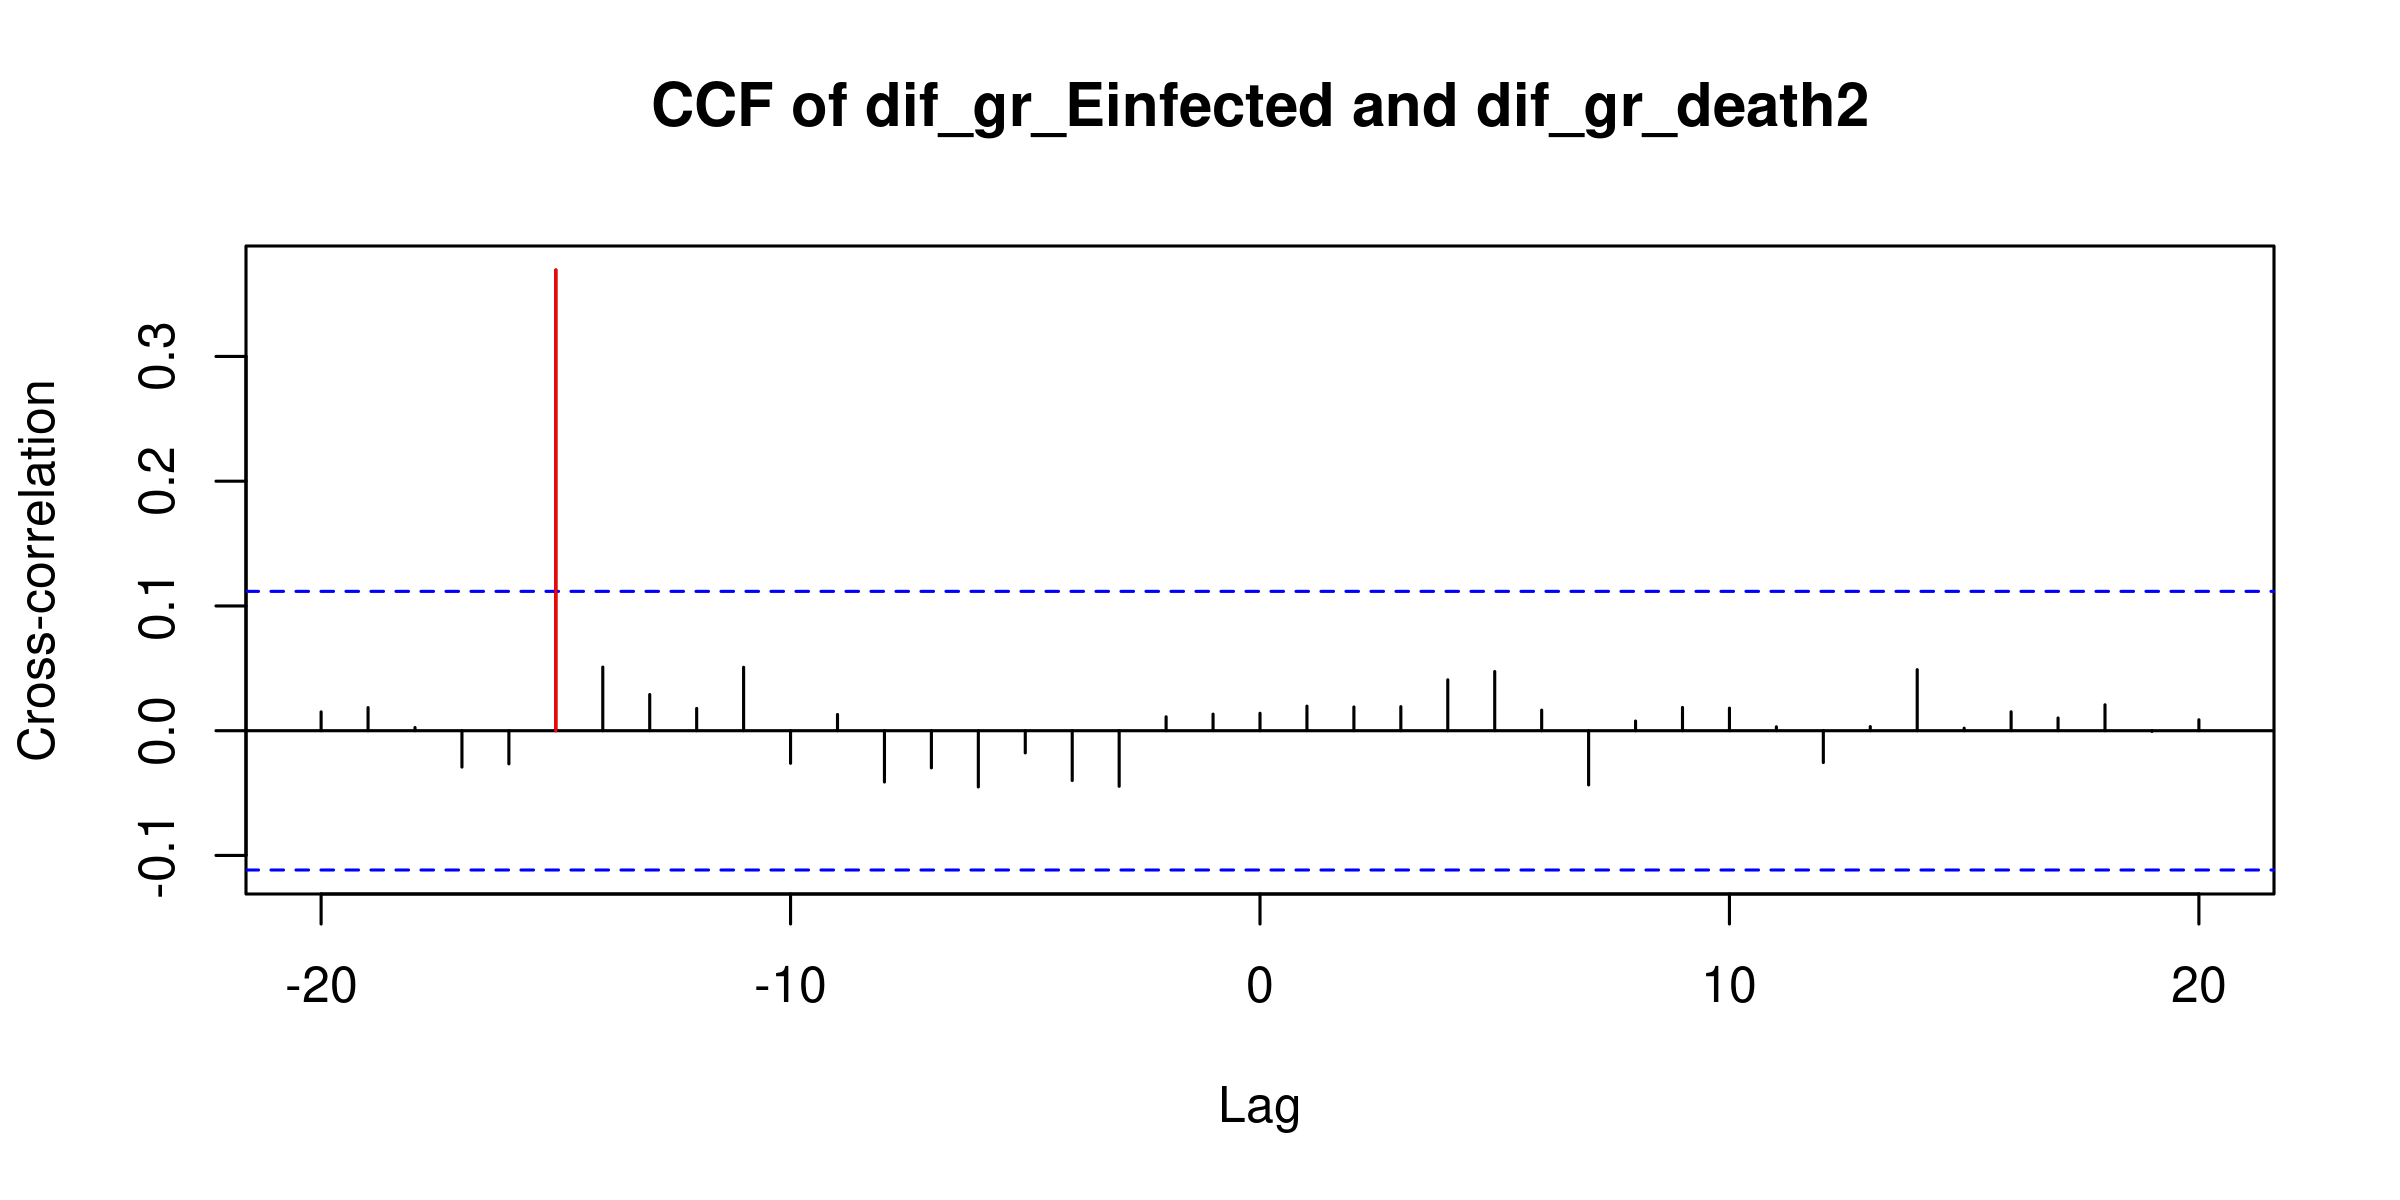 CCF of dif_gr_Einfected and dif_gr_death2
Cross-correlation
0.3
0.2
0.1
0.0
-0.1
-20 -10 0 10 20
Lag